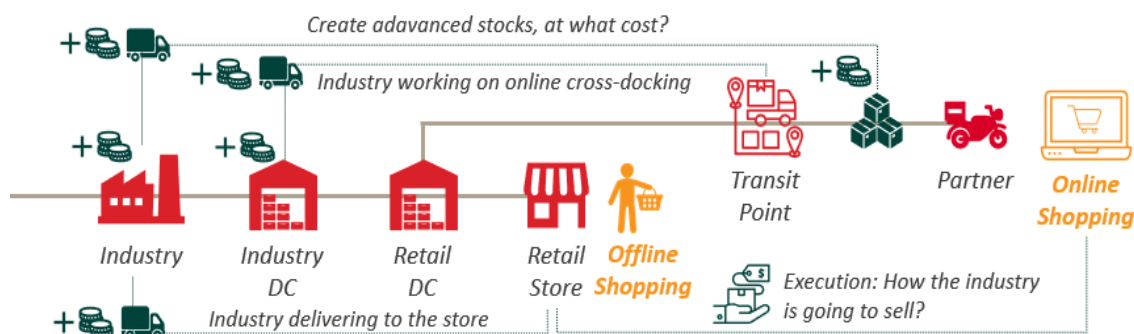 Create adavanced stocks, at what cost?
Industry working on online cross-docking
Industry
Industry
DC
Retail
DC
Retail
Store
Offline
Shopping
Transit
Point
Partner
Online
Shopping
Industry delivering to the store
Execution: How the industry
is going to sell?